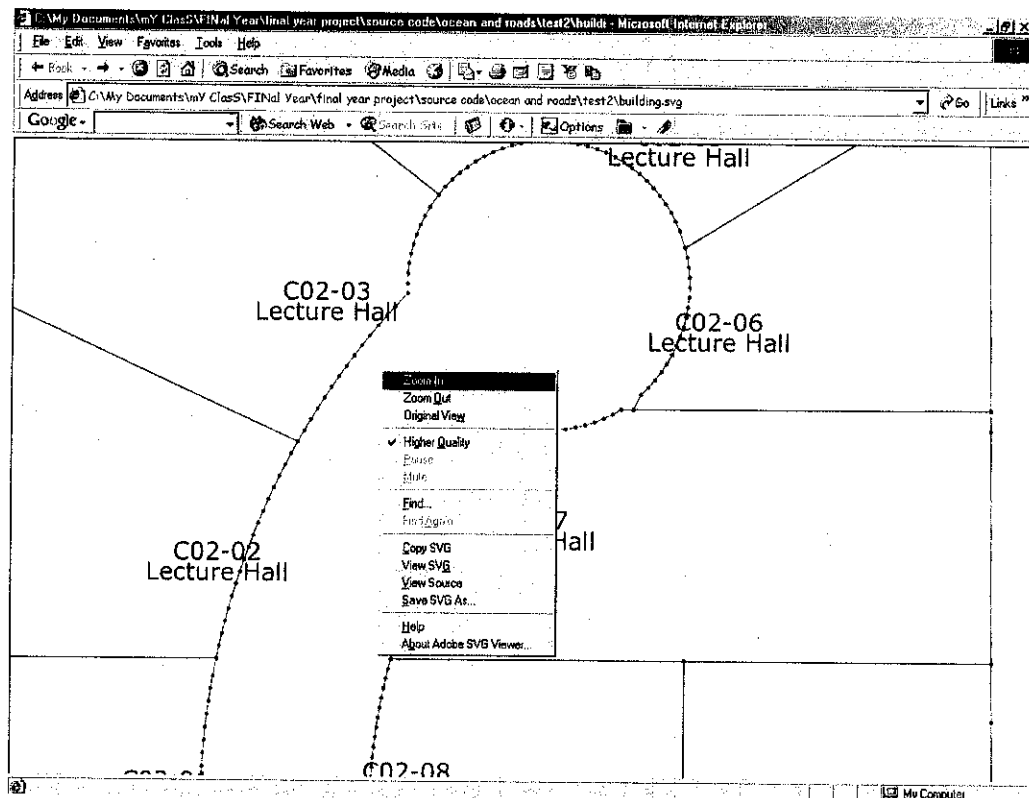 C:\My Documents\mY ClasS\FINal Year\final year project\source code\ocean and roads\test2\buildi - Microsoft Internet Explorer
File Edit View Favorites Tools Help
Back Search Favorites Media
Address C:\My Documents\mY ClasS\FINal Year\final year project\source code\ocean and roads\test2\building.svg Go Links »
Google Search Web Search Site Options
Lecture Hall
C02-03
Lecture Hall
C02-06
Lecture Hall
Zoom In
Zoom Out
Original View
Higher Quality
Pause
Mute
Find...
Find Again
7
Hall
Copy SVG
View SVG
View Source
Save SVG As...
Help
About Adobe SVG Viewer...
C02-02
Lecture Hall
C02-08
My Computer